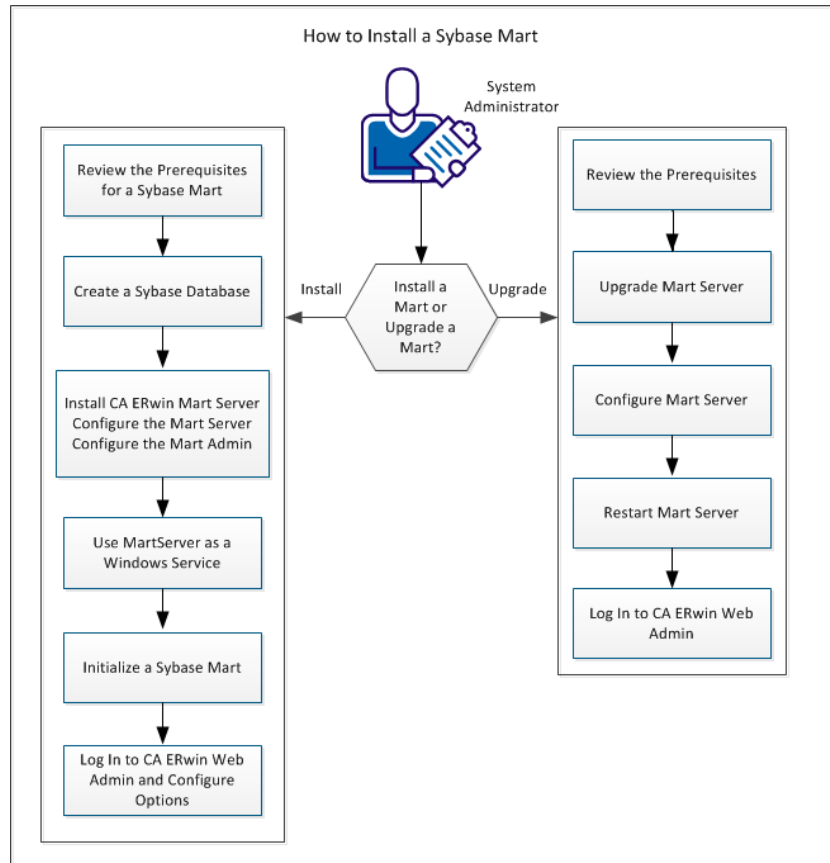 How to Install a Sybase Mart
System
Administrator
Install a
Mart or
Upgrade a
Mart?
Install
Upgrade
Review the Prerequisites
for a Sybase Mart
Create a Sybase Database
Install CA ERwin Mart Server
Configure the Mart Server
Configure the Mart Admin
Use MartServer as a
Windows Service
Initialize a Sybase Mart
Log In to CA ERwin Web
Admin and Configure
Options
Review the Prerequisites
Upgrade Mart Server
Configure Mart Server
Restart Mart Server
Log In to CA ERwin Web
Admin